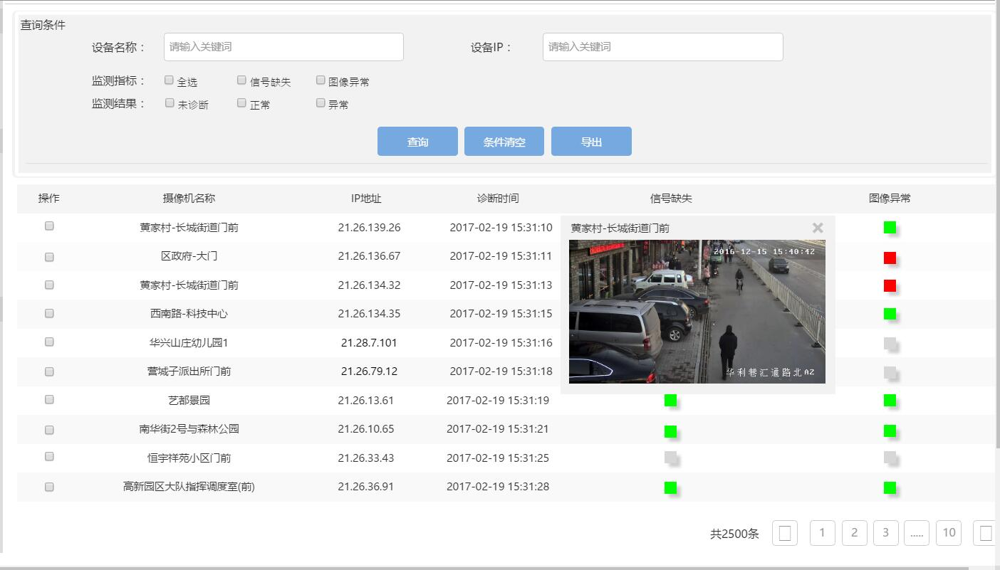 查询条件
设备名称： 请输入关键词 设备IP： 请输入关键词
监测指标： 全选 信号缺失 图像异常
监测结果： 未诊断 正常 异常
查询 条件清空 导出
操作 摄像机名称 IP地址 诊断时间 信号缺失 图像异常
黄家村-长城街道门前 21.26.139.26 2017-02-19 15:31:10
区政府-大门 21.26.136.67 2017-02-19 15:31:11
黄家村-长城街道门前 21.26.134.32 2017-02-19 15:31:13
西南路-科技中心 21.26.134.35 2017-02-19 15:31:15
华兴山庄幼儿园1 21.28.7.101 2017-02-19 15:31:16
营城子派出所门前 21.26.79.12 2017-02-19 15:31:18
黄家村-长城街道门前
2016-12-15 15:40:42
华利巷汇通路北AZ
艺都景园 21.26.13.61 2017-02-19 15:31:19
南华街2号与森林公园 21.26.10.65 2017-02-19 15:31:21
恒宇祥苑小区门前 21.26.33.43 2017-02-19 15:31:25
高新园区大队指挥调度室(前) 21.26.36.91 2017-02-19 15:31:28
共2500条 1 2 3 ..... 10